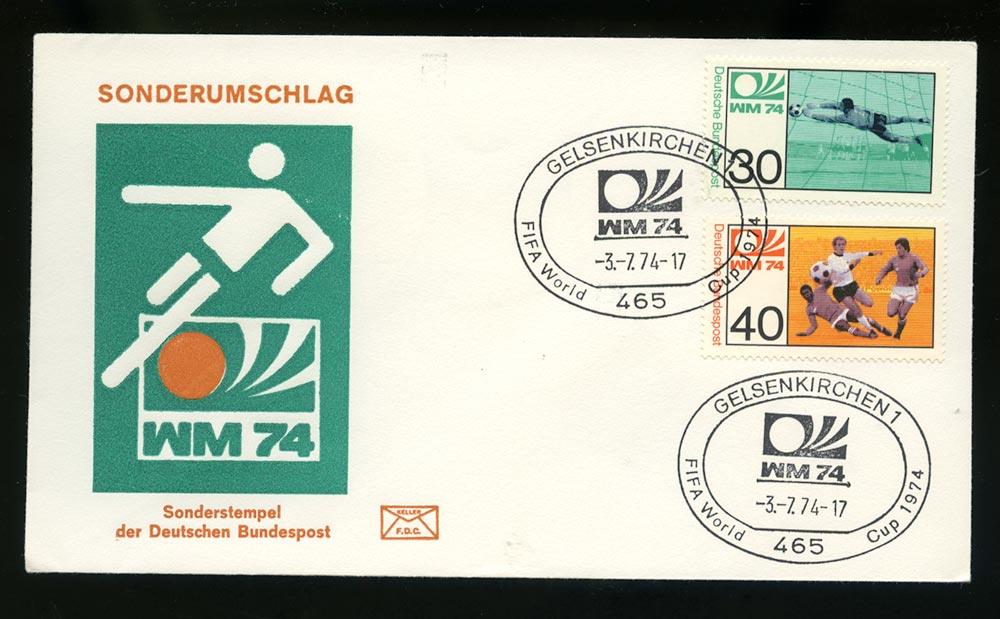 SONDERUMSCHLAG
WM 74
Sonderstempel
der Deutschen Bundespost
KELLER
F.D.C.
Deutsche Bundespost
WM 74
30
Deutsche Bundespost
WM 74
40
GELSENKIRCHEN 1
WM 74
-3.-7.74-17
FIFA World Cup 1974
465
GELSENKIRCHEN 1
WM 74
-3.-7.74-17
FIFA World Cup 1974
465